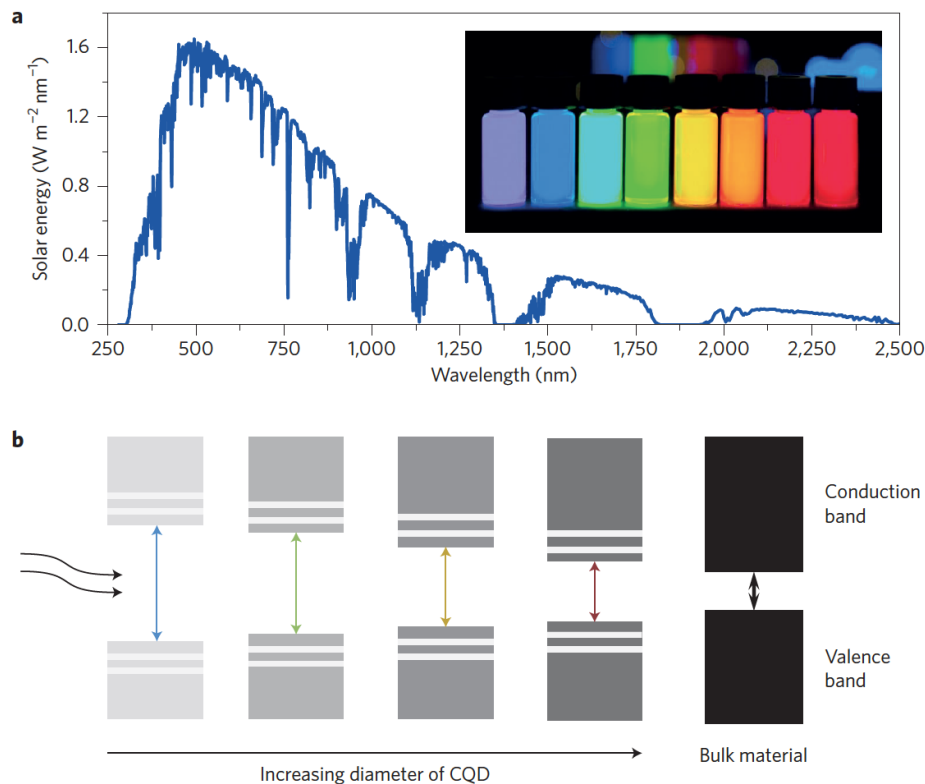 a
Solar energy (W m⁻² nm⁻¹)
1.6
1.2
0.8
0.4
0.0
250 500 750 1,000 1,250 1,500 1,750 2,000 2,250 2,500
Wavelength (nm)
b
Conduction
band
Valence
band
Bulk material
Increasing diameter of CQD